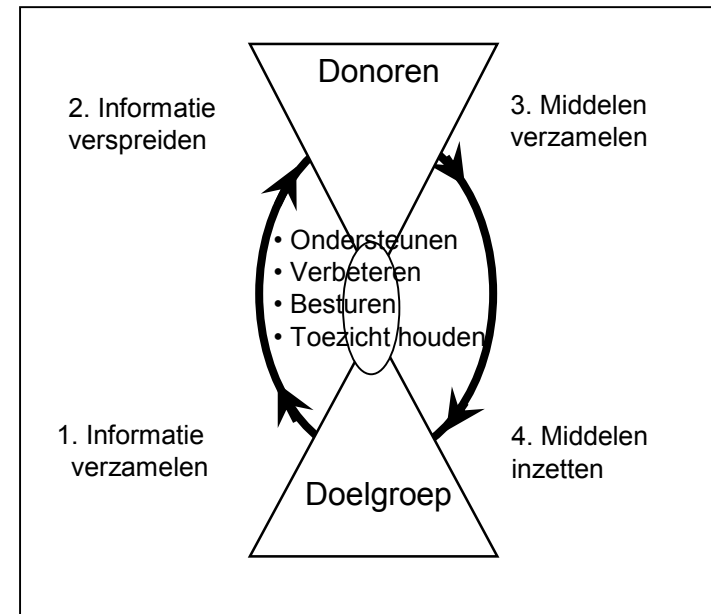 Donoren
2. Informatie
verspreiden
3. Middelen
verzamelen
• Ondersteunen
• Verbeteren
• Besturen
• Toezicht houden
1. Informatie
verzamelen
4. Middelen
inzetten
Doelgroep